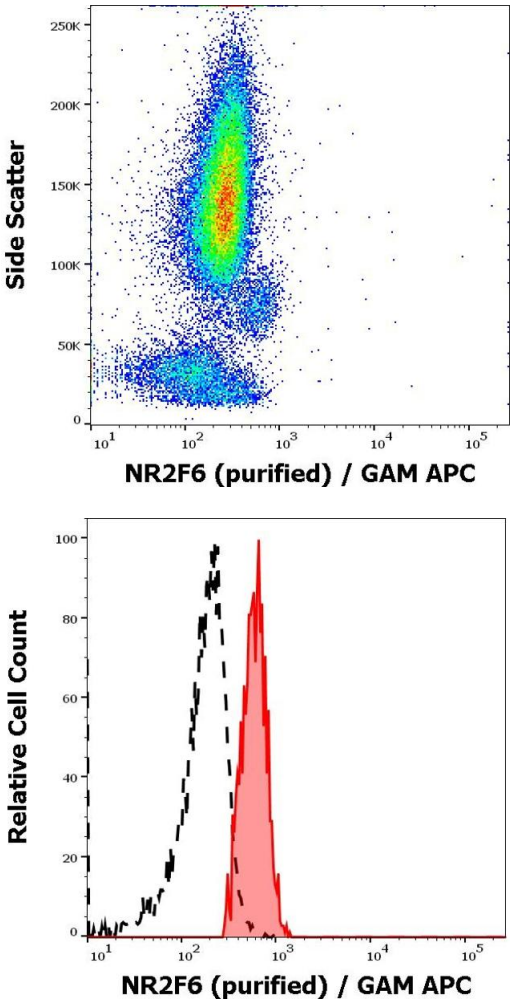 250K
200K
150K
100K
50K
0
Side Scatter
10¹ 10² 10³ 10⁴ 10⁵
NR2F6 (purified) / GAM APC
100
80
60
40
20
0
Relative Cell Count
10¹ 10² 10³ 10⁴ 10⁵
NR2F6 (purified) / GAM APC